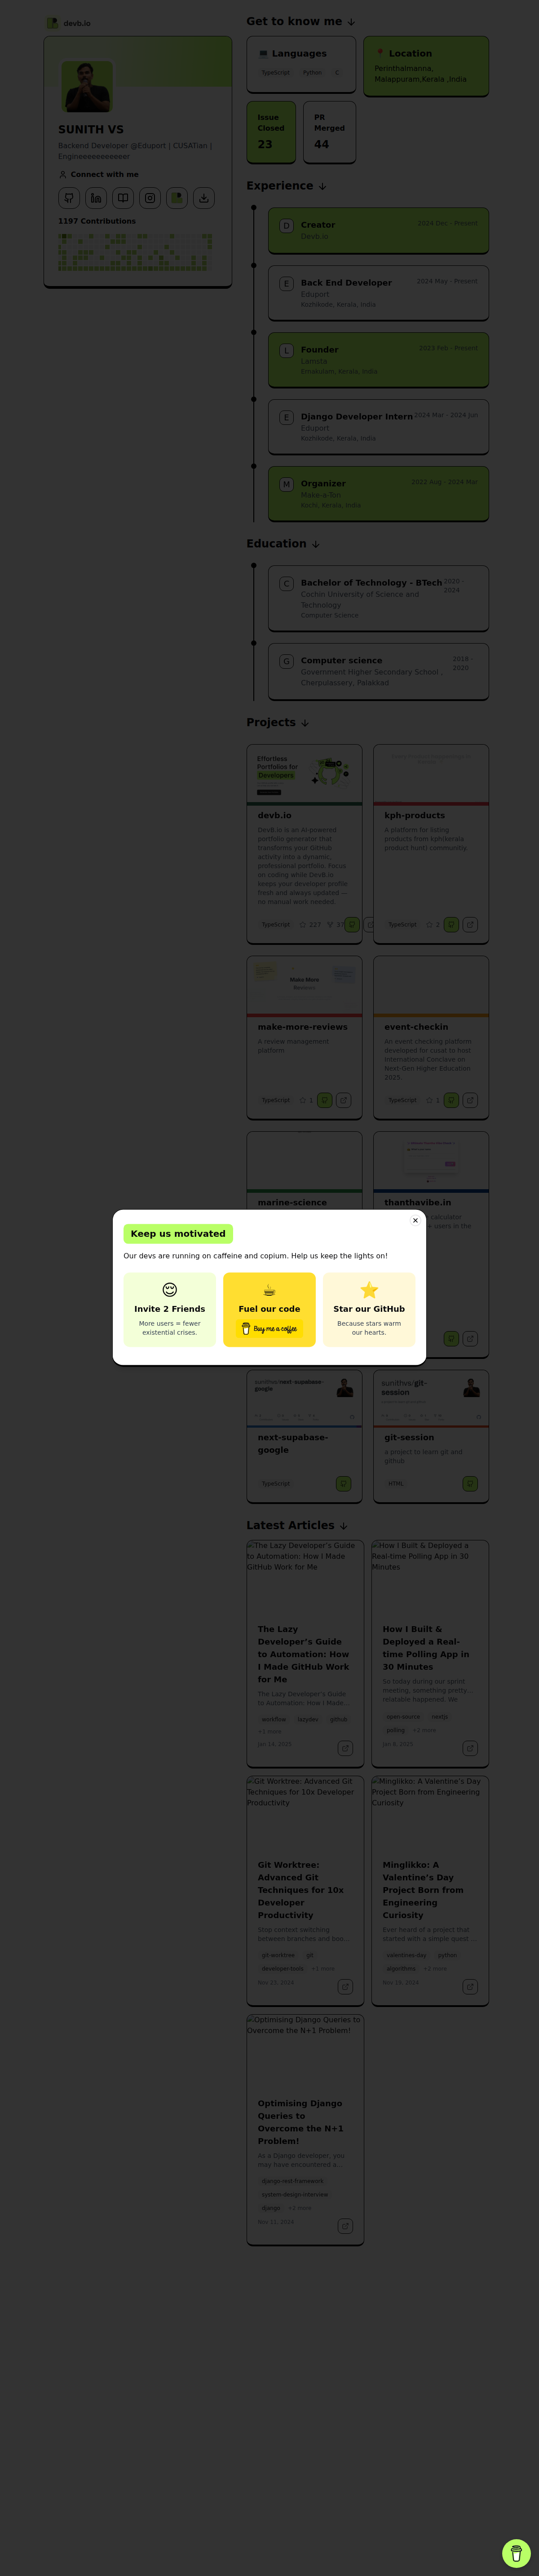 devb.io
SUNITH VS
Backend Developer @Eduport | CUSATian |
Engineeeeeeeeeer
Connect with me
1197 Contributions
Get to know me ↓
💻 Languages
TypeScript
Python
C
📍 Location
Perinthalmanna,
Malappuram,Kerala ,India
Issue
Closed
23
PR
Merged
44
Experience ↓
D
Creator
2024 Dec - Present
Devb.io
E
Back End Developer
2024 May - Present
Eduport
Kozhikode, Kerala, India
L
Founder
2023 Feb - Present
Ernakulam, Kerala, India
E
Django Developer Intern
2024 Mar - 2024 Jun
Eduport
Kozhikode, Kerala, India
M
Organizer
2022 Aug - 2024 Mar
Make-a-Ton
Kochi, Kerala, India
Education ↓
C
Bachelor of Technology - BTech
2020 -
2024
Cochin University of Science and
Technology
Computer Science
G
Computer science
2018 -
2020
Government Higher Secondary School ,
Cherpulassery, Palakkad
Projects ↓
Effortless
Portfolios for
Developers
devb.io
DevB.io is an AI-powered
portfolio generator that
transforms your GitHub
activity into a dynamic,
professional portfolio. Focus
on coding while DevB.io
keeps your developer profile
fresh and always updated —
no manual work needed.
TypeScript
227
kph-products
A platform for listing
products from kph(kerala
product hunt) community
TypeScript
2
Make More
make-more-reviews
A review management
platform
TypeScript
1
event-checkin
An event checking platform
developed for cusat to host
International Conclave on
Next-Gen Higher Education
2025
TypeScript
1
marine-science
thanthavibe.in
calculator
users in the
Keep us motivated
Our devs are running on caffeine and copium. Help us keep the lights on!
😌
Invite 2 Friends
More users = fewer
existential crises.
☕
Fuel our code
Buy me a coffee
⭐
Star our GitHub
Because stars warm
our hearts.
sunithvs/next-supabase-
google
next-supabase-
google
TypeScript
sunithvs/git-
session
git-session
a project to learn git and
github
HTML
Latest Articles ↓
The Lazy Developer's Guide
to Automation: How I Made
GitHub Work for Me
The Lazy
Developer's Guide
to Automation: How
I Made GitHub Work
for Me
The Lazy Developer's Guide
to Automation: How I Made...
workflow
lazydev
github
+1 more
Jan 14, 2025
How I Built & Deployed a
Real-time Polling App in 30
Minutes
How I Built &
Deployed a Real-
time Polling App in
30 Minutes
So today during our sprint
meeting, something pretty...
relatable happened. We
open-source
nextjs
polling
+2 more
Jan 8, 2025
Git Worktree: Advanced Git
Techniques for 10x Developer
Productivity
Git Worktree:
Advanced Git
Techniques for 10x
Developer
Productivity
Stop context switching
between branches and boo...
git-worktree
git
developer-tools
+1 more
Nov 23, 2024
Minglikko: A Valentine's Day
Project Born from Engineering
Curiosity
Minglikko: A
Valentine's Day
Project Born from
Engineering
Curiosity
Ever heard of a project that
started with a simple quest ...
valentines-day
python
algorithms
+1 more
Nov 19, 2024
Optimising Django Queries to
Overcome the N+1 Problem!
Optimising Django
Queries to
Overcome the N+1
Problem!
As a Django developer, you
may have encountered a ...
django-rest-framework
system-design-interview
django
Nov 12, 2024